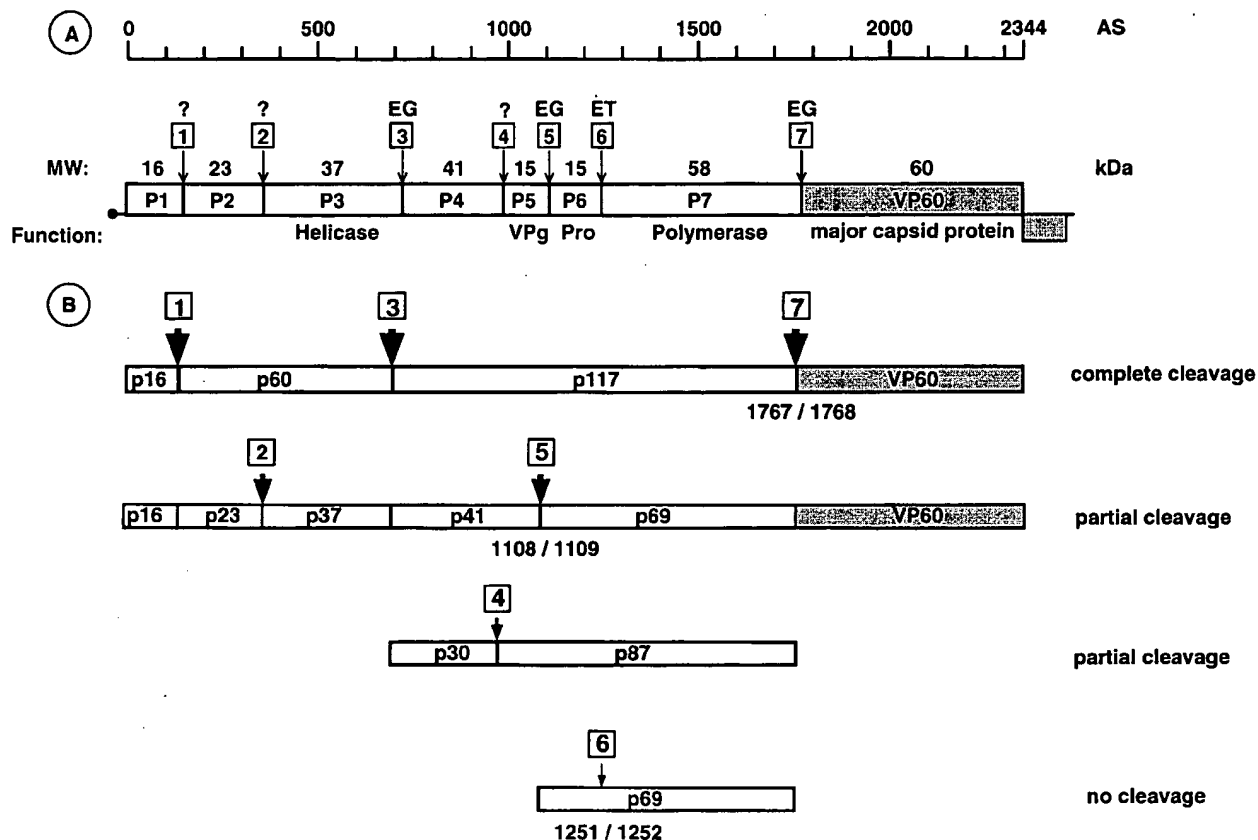 A 0 500 1000 1500 2000 2344 AS
? ? EG ? EG ET EG
1 2 3 4 5 6 7
MW: 16 23 37 41 15 15 58 60 kDa
P1 P2 P3 P4 P5 P6 P7 VP60
Function: Helicase VPg Pro Polymerase major capsid protein
B 1 3 7
p16 p60 p117 VP60 complete cleavage
1767 / 1768
2 5
p16 p23 p37 p41 p69 VP60 partial cleavage
1108 / 1109
4
p30 p87 partial cleavage
6
p69 no cleavage
1251 / 1252